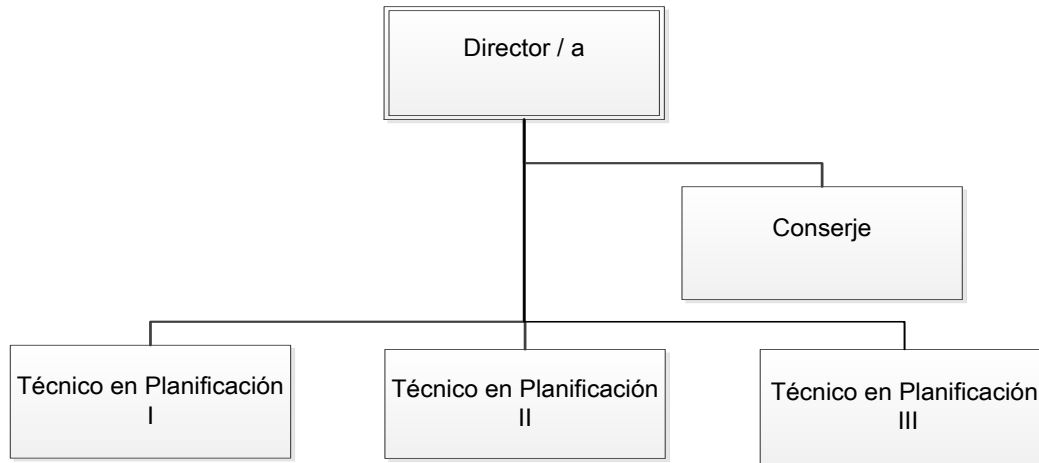 Director / a
Conserje
Técnico en Planificación
I
Técnico en Planificación
II
Técnico en Planificación
III